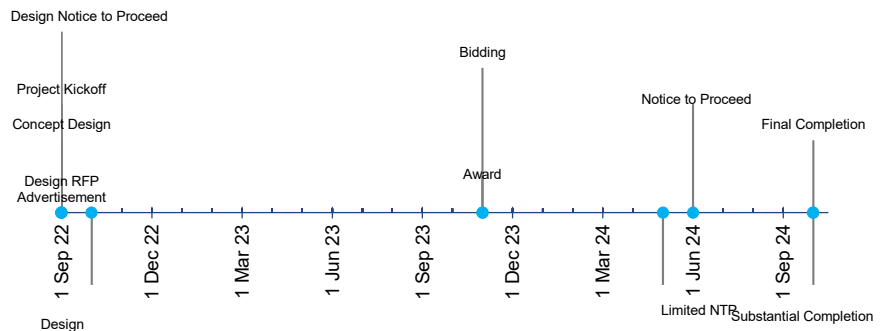 Design Notice to Proceed
Bidding
Project Kickoff
Notice to Proceed
Concept Design
Final Completion
Award
Design RFP
Advertisement
1 Sep 22
1 Dec 22
1 Mar 23
1 Jun 23
1 Sep 23
1 Dec 23
1 Mar 24
1 Jun 24
1 Sep 24
Limited NTP
Substantial Completion
Design